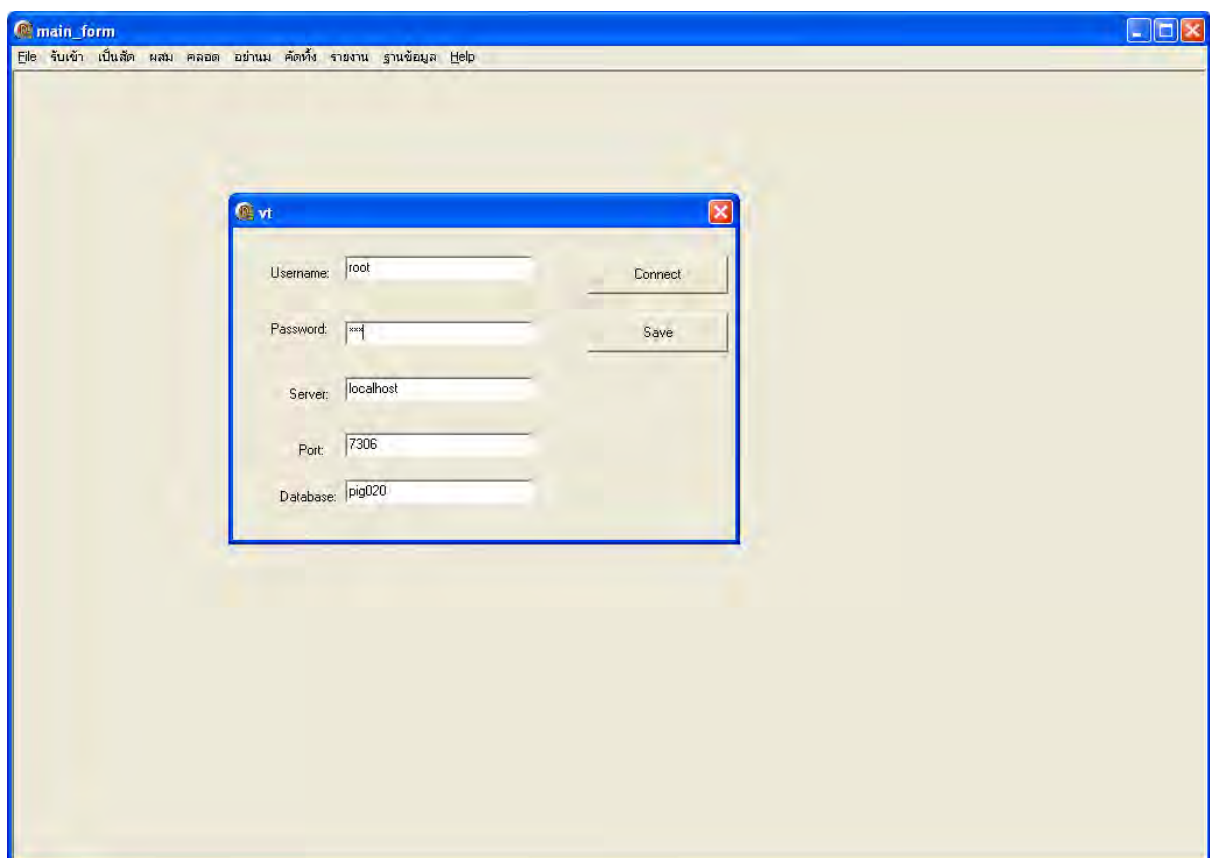 main_form
File รับเข้า เป็นสัด ผสม คลอด อย่านม คัดทิ้ง รายงาน ฐานข้อมูล Help
vt
Username: root
Connect
Password: ***
Save
Server: localhost
Port: 7306
Database: pig020